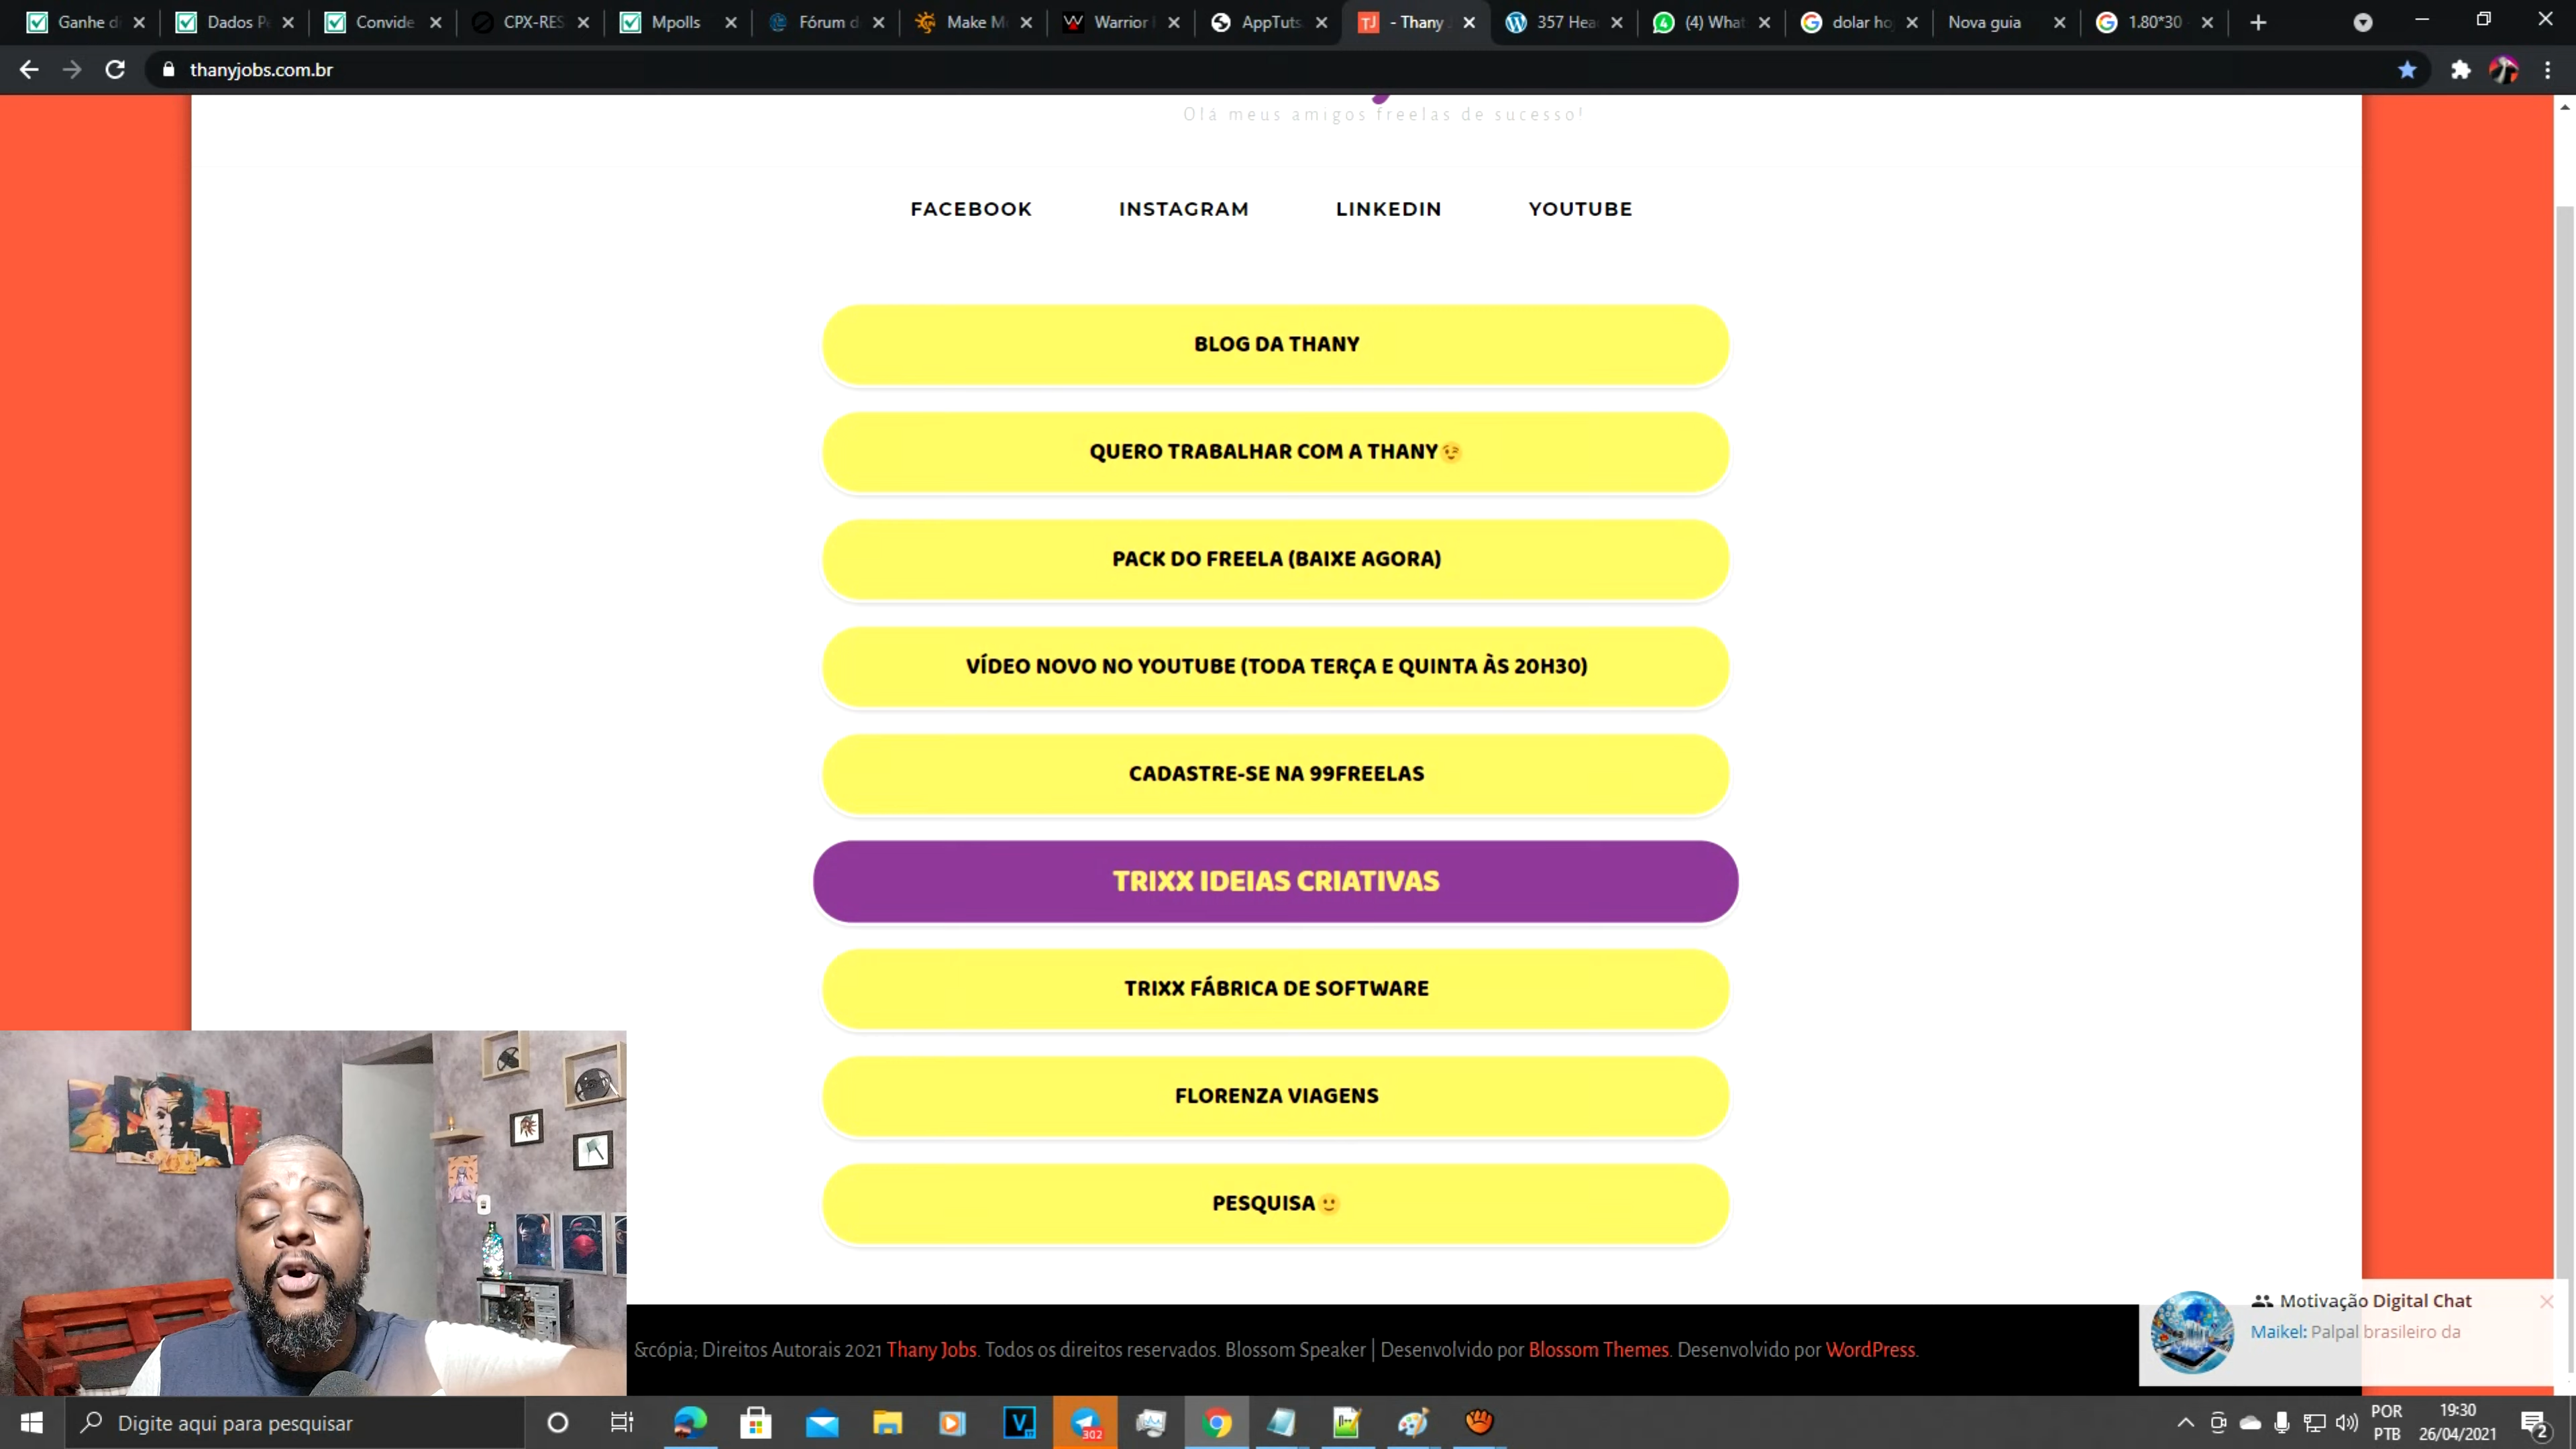 Ganhe d
Dados P
Convide
CPX-RES
Mpolls
Fórum d
Make M
Warrior
AppTuts
TJ
- Thany
357 Hea
(4) What
dolar ho
Nova guia
1.80*30
thanyjobs.com.br
Olá meus amigos freelas de sucesso!
FACEBOOK INSTAGRAM LINKEDIN YOUTUBE
BLOG DA THANY
QUERO TRABALHAR COM A THANY😉
PACK DO FREELA (BAIXE AGORA)
VÍDEO NOVO NO YOUTUBE (TODA TERÇA E QUINTA ÀS 20H30)
CADASTRE-SE NA 99FREELAS
TRIXX IDEIAS CRIATIVAS
TRIXX FÁBRICA DE SOFTWARE
FLORENZA VIAGENS
PESQUISA🙂
&cópia; Direitos Autorais 2021 Thany Jobs. Todos os direitos reservados. Blossom Speaker | Desenvolvido por Blossom Themes. Desenvolvido por WordPress.
Motivação Digital Chat
Maikel: Palpal brasileiro da
Digite aqui para pesquisar
302
POR
PTB
19:30
26/04/2021
2